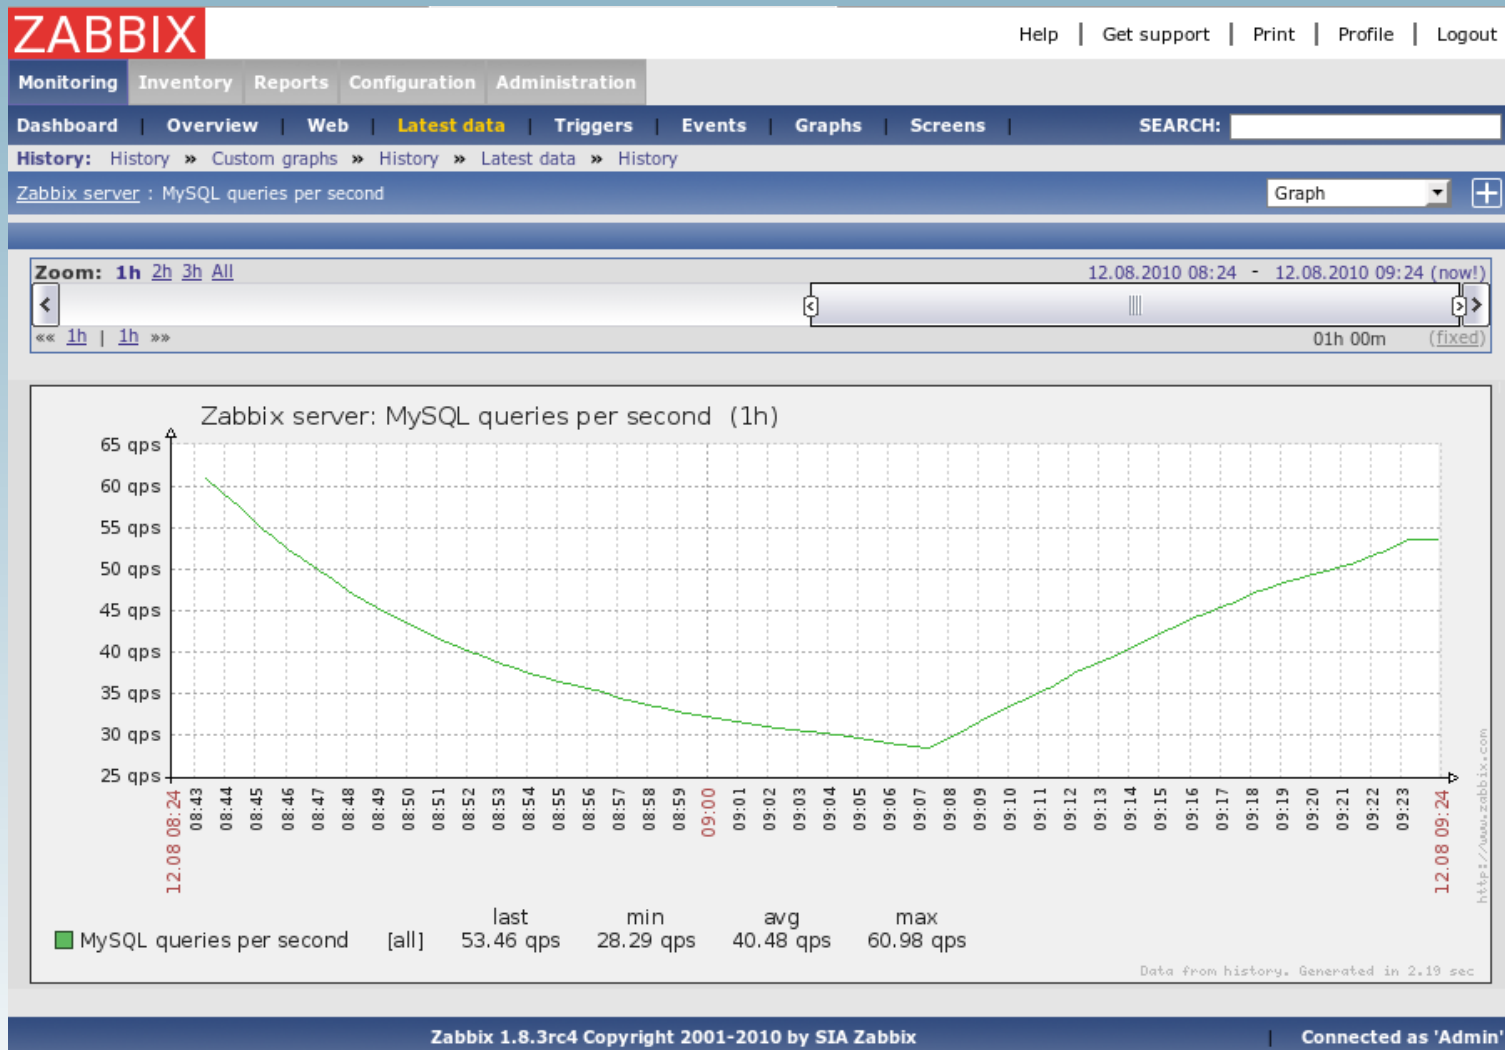 ZABBIX
Help | Get support | Print | Profile | Logout
Monitoring Inventory Reports Configuration Administration
Dashboard | Overview | Web | Latest data | Triggers | Events | Graphs | Screens | SEARCH:
History: History » Custom graphs » History » Latest data » History
Zabbix server : MySQL queries per second Graph
Zoom: 1h 2h 3h All 12.08.2010 08:24 - 12.08.2010 09:24 (now!)
«« 1h | 1h »» 01h 00m (fixed)
Zabbix server: MySQL queries per second (1h)
65 qps
60 qps
55 qps
50 qps
45 qps
40 qps
35 qps
30 qps
25 qps
12.08 08:24
08:43
08:44
08:45
08:46
08:47
08:48
08:49
08:50
08:51
08:52
08:53
08:54
08:55
08:56
08:57
08:58
08:59
09:00
09:01
09:02
09:03
09:04
09:05
09:06
09:07
09:08
09:09
09:10
09:11
09:12
09:13
09:14
09:15
09:16
09:17
09:18
09:19
09:20
09:21
09:22
09:23
12.08 09:24
http://www.zabbix.com
last min avg max
MySQL queries per second [all] 53.46 qps 28.29 qps 40.48 qps 60.98 qps
Data from history. Generated in 2.19 sec
Zabbix 1.8.3rc4 Copyright 2001-2010 by SIA Zabbix | Connected as 'Admin'